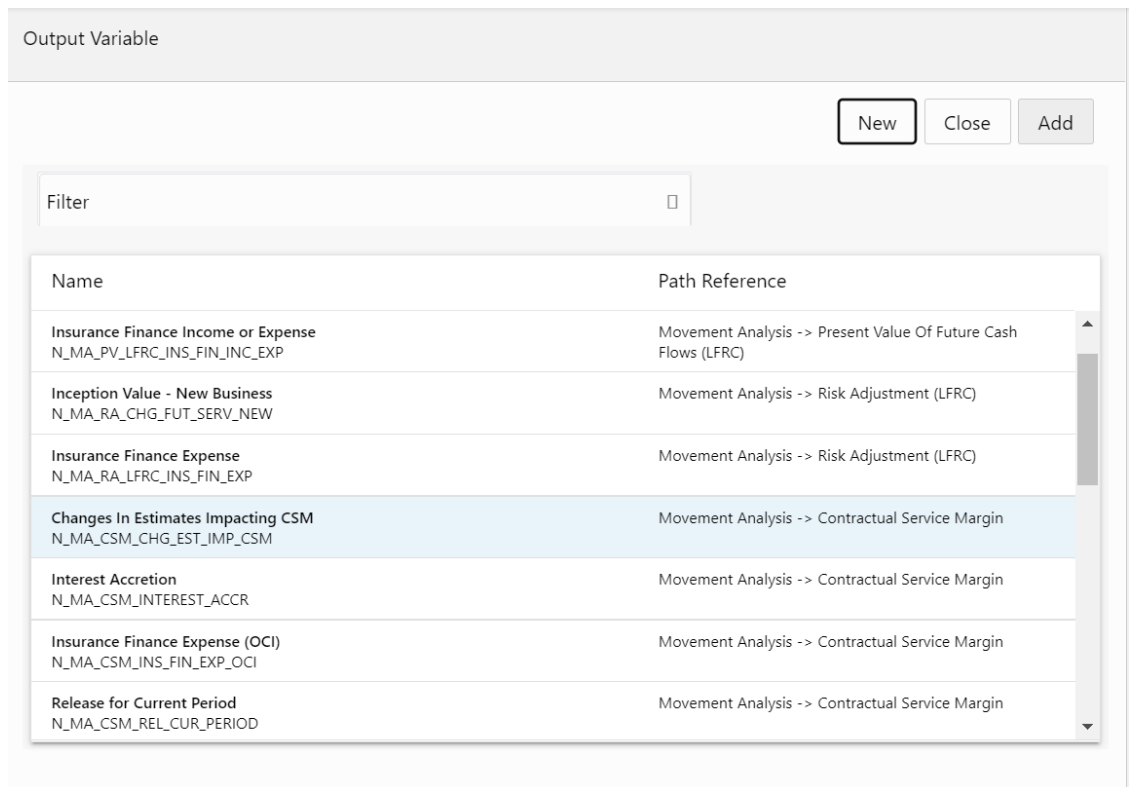 Output Variable
New Close Add
Filter
Name Path Reference
Insurance Finance Income or Expense Movement Analysis -> Present Value Of Future Cash
N_MA_PV_LFRC_INS_FIN_INC_EXP Flows (LFRC)
Inception Value - New Business Movement Analysis -> Risk Adjustment (LFRC)
N_MA_RA_CHG_FUT_SERV_NEW
Insurance Finance Expense Movement Analysis -> Risk Adjustment (LFRC)
N_MA_RA_LFRC_INS_FIN_EXP
Changes In Estimates Impacting CSM Movement Analysis -> Contractual Service Margin
N_MA_CSM_CHG_EST_IMP_CSM
Interest Accretion Movement Analysis -> Contractual Service Margin
N_MA_CSM_INTEREST_ACCR
Insurance Finance Expense (OCI) Movement Analysis -> Contractual Service Margin
N_MA_CSM_INS_FIN_EXP_OCI
Release for Current Period Movement Analysis -> Contractual Service Margin
N_MA_CSM_REL_CUR_PERIOD